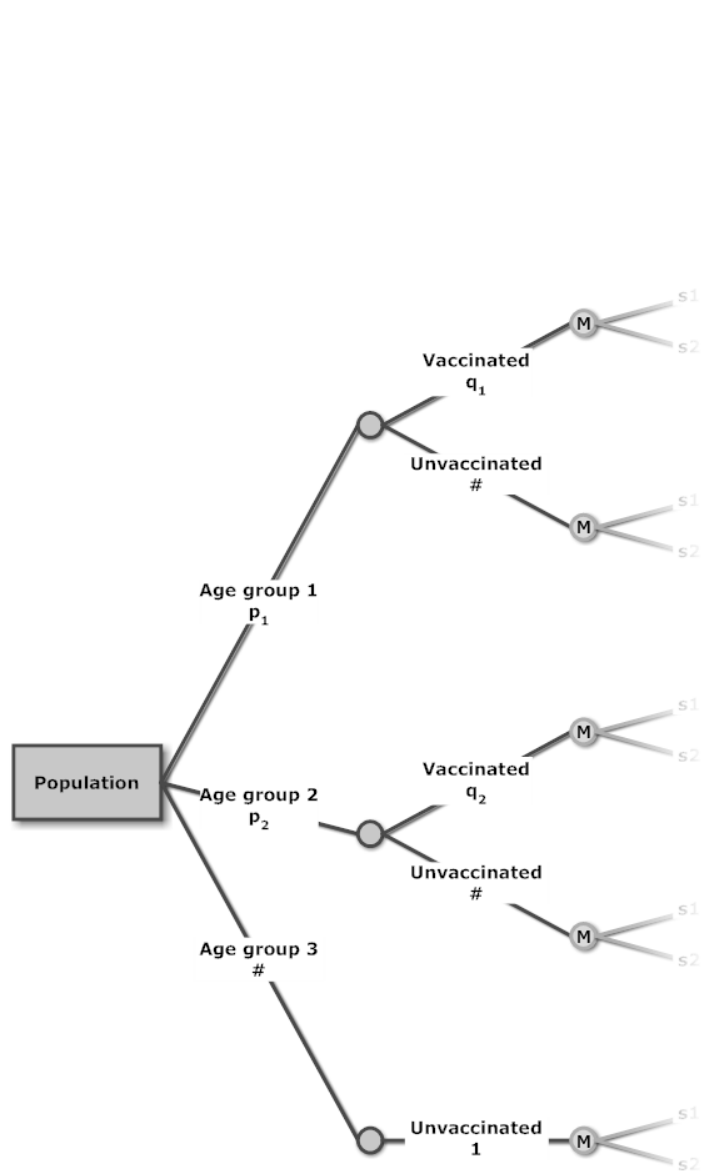 s1
M
s2
Vaccinated
q1
Unvaccinated
#
s1
M
s2
Age group 1
p1
s1
M
s2
Vaccinated
q2
Population
Age group 2
p2
Unvaccinated
#
s1
M
s2
Age group 3
#
s1
Unvaccinated
1
M
s2